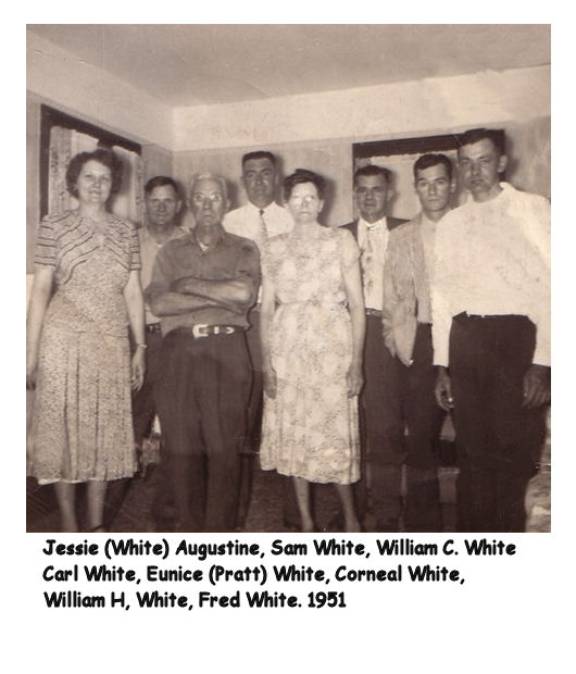 Jessie (White) Augustine, Sam White, William C. White
Carl White, Eunice (Pratt) White, Corneal White,
William H, White, Fred White. 1951